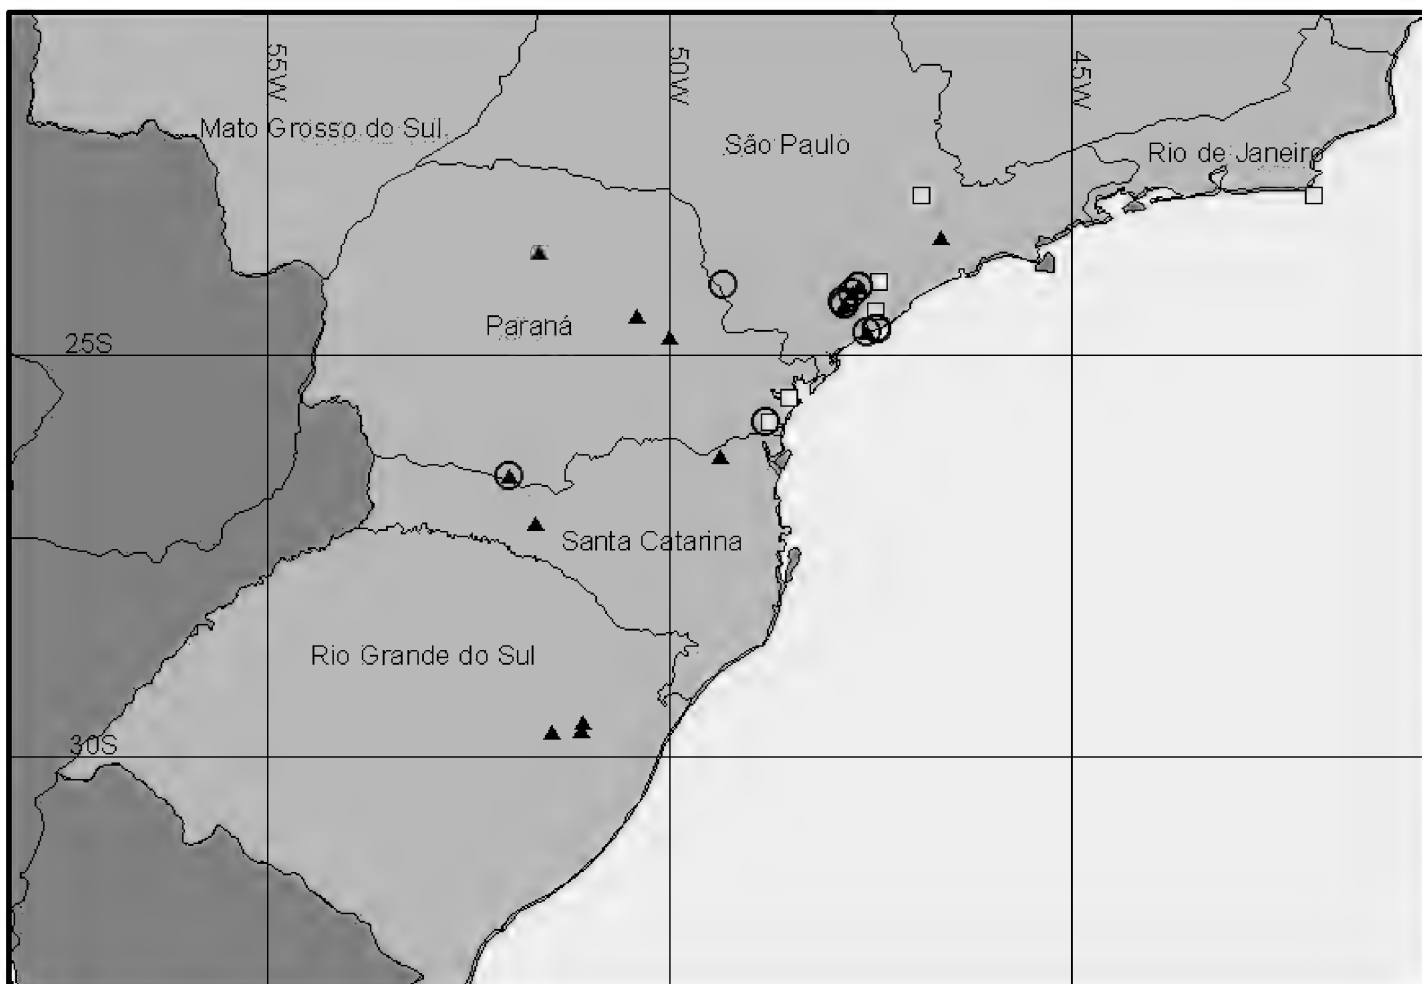 55W
50W
45W
Mato Grosso do Sul
São Paulo
Rio de Janeiro
Paraná
25S
Santa Catarina
Rio Grande do Sul
30S